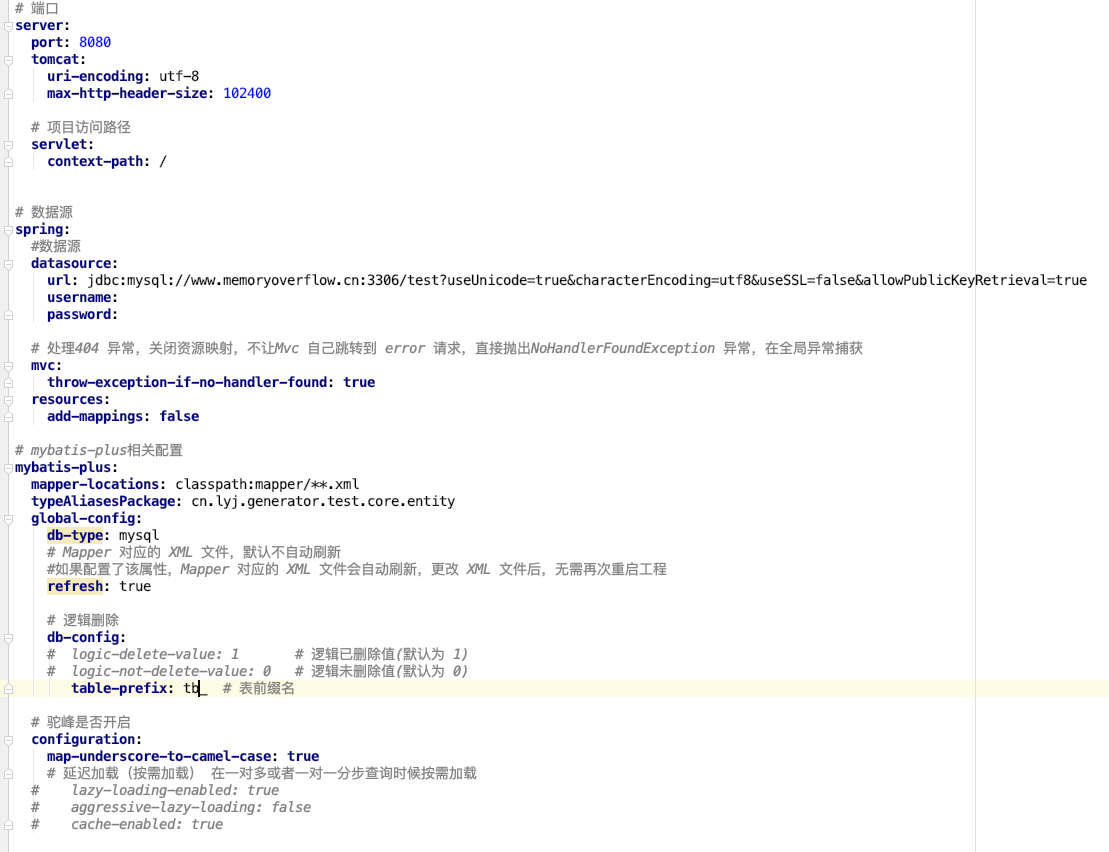 # 端口
server:
  port: 8080
  tomcat:
    uri-encoding: utf-8
    max-http-header-size: 102400
  # 项目访问路径
  servlet:
    context-path: /
# 数据源
spring:
  #数据源
  datasource:
    url: jdbc:mysql://www.memoryoverflow.cn:3306/test?useUnicode=true&characterEncoding=utf8&useSSL=false&allowPublicKeyRetrieval=true
    username:
    password:
  # 处理404 异常，关闭资源映射，不让Mvc 自己跳转到 error 请求，直接抛出NoHandlerFoundException 异常，在全局异常捕获
  mvc:
    throw-exception-if-no-handler-found: true
  resources:
    add-mappings: false
# mybatis-plus相关配置
mybatis-plus:
  mapper-locations: classpath:mapper/**.xml
  typeAliasesPackage: cn.lyj.generator.test.core.entity
  global-config:
    db-type: mysql
    # Mapper 对应的 XML 文件，默认不自动刷新
    #如果配置了该属性，Mapper 对应的 XML 文件会自动刷新，更改 XML 文件后，无需再次重启工程
    refresh: true
    # 逻辑删除
    db-config:
    #  logic-delete-value: 1       # 逻辑已删除值(默认为 1)
    #  logic-not-delete-value: 0   # 逻辑未删除值(默认为 0)
       table-prefix: tb_  # 表前缀名
  # 驼峰是否开启
  configuration:
    map-underscore-to-camel-case: true
    # 延迟加载（按需加载） 在一对多或者一对一分步查询时候按需加载
  #    lazy-loading-enabled: true
  #    aggressive-lazy-loading: false
  #    cache-enabled: true